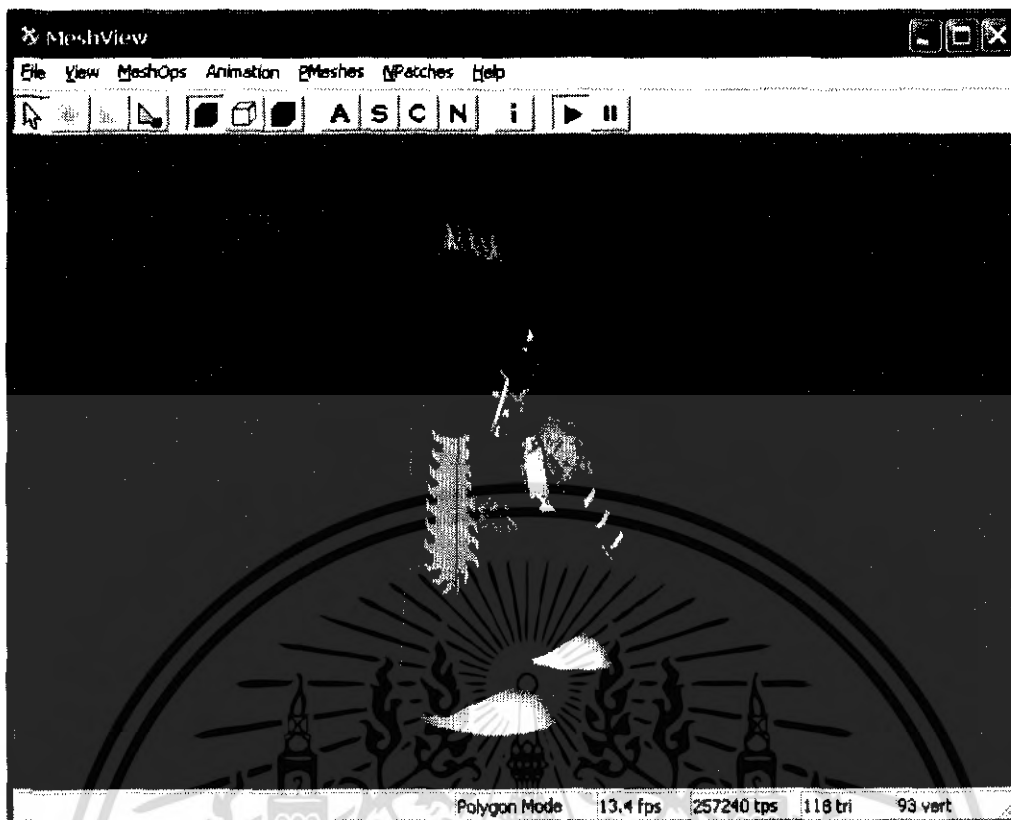 MeshView
File View MeshOps Animation PMeshes NPatches Help
A S C N i
Polygon Mode 13.4 fps 257240 tps 118 tri 93 vert